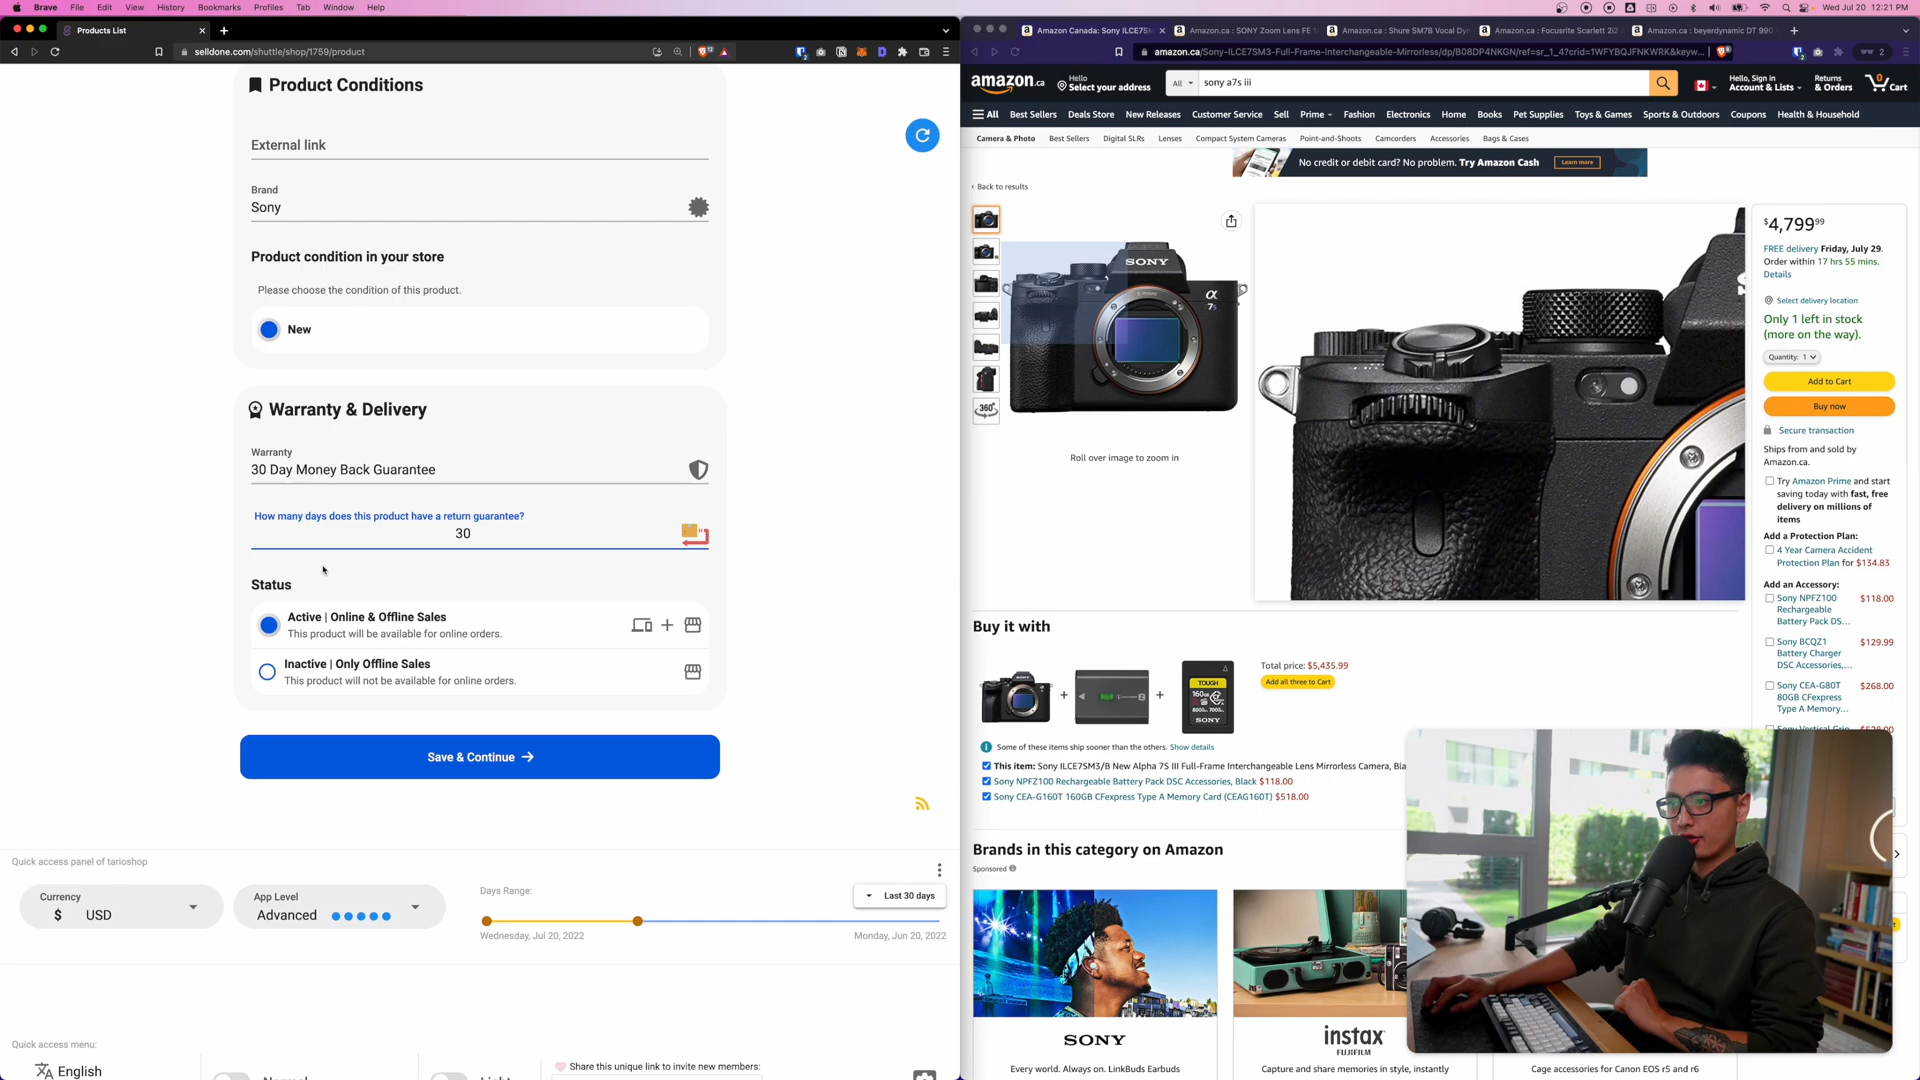 Brave File Edit View History Bookmarks Profiles Tab Window Help
Wed Jul 20 12:21 PM
Products List
selldone.com/shuttle/shop/1759/product
Product Conditions
External link
Brand
Sony
Product condition in your store
Please choose the condition of this product.
New
Warranty & Delivery
Warranty
30 Day Money Back Guarantee
How many days does this product have a return guarantee?
30
Status
Active | Online & Offline Sales
This product will be available for online orders.
Inactive | Only Offline Sales
This product will not be available for online orders.
Save & Continue
Quick access panel of tarioshop
Currency
$ USD
App Level
Advanced
Days Range:
Last 30 days
Wednesday, Jul 20, 2022
Monday, Jun 20, 2022
Quick access menu:
English
Share this unique link to invite new members:
Amazon Canada: Sony ILCE7S
Amazon.ca : SONY Zoom Lens FE
Amazon.ca : Shure SM7B Vocal Dyn
Amazon.ca : Focusrite Scarlett 2i2
Amazon.ca : beyerdynamic DT 990
amazon.ca/Sony-ILCE7SM3-Full-Frame-Interchangeable-Mirrorless/dp/B08DP4NKGN/ref=sr_1_4?crid=1WFYBQJFNKWRK&keyw...
2
amazon.ca
Hello
Select your address
All
sony a7s iii
Hello, Sign in
Account & Lists
Returns
& Orders
0
Cart
All Best Sellers Deals Store New Releases Customer Service Sell Prime Fashion Electronics Home Books Pet Supplies Toys & Games Sports & Outdoors Coupons Health & Household
Camera & Photo Best Sellers Digital SLRs Lenses Compact System Cameras Point-and-Shoots Camcorders Accessories Bags & Cases
No credit or debit card? No problem. Try Amazon Cash
Learn more
‹ Back to results
SONY
α
7S
360°
Roll over image to zoom in
$4,799.99
FREE delivery Friday, July 29.
Order within 17 hrs 55 mins.
Details
Select delivery location
Only 1 left in stock
(more on the way).
Quantity: 1
Add to Cart
Buy now
Secure transaction
Ships from and sold by
Amazon.ca.
Try Amazon Prime and start
saving today with fast, free
delivery on millions of
items
Add a Protection Plan:
4 Year Camera Accident
Protection Plan for $134.83
Add an Accessory:
Sony NPFZ100
Rechargeable
Battery Pack DS...
$118.00
Sony BCQZ1
Battery Charger
DSC Accessories,...
$129.99
Sony CEA-G80T
80GB CFexpress
Type A Memory...
$268.00
Buy it with
+
+
TOUGH
160GB
SONY
Total price: $5,435.99
Add all three to Cart
Some of these items ship sooner than the others. Show details
This item: Sony ILCE7SM3/B New Alpha 7S III Full-Frame Interchangeable Lens Mirrorless Camera, Bla
Sony NPFZ100 Rechargeable Battery Pack DSC Accessories, Black $118.00
Sony CEA-G160T 160GB CFexpress Type A Memory Card (CEAG160T) $518.00
Brands in this category on Amazon
Sponsored
SONY
Every world. Always on. LinkBuds Earbuds
instax
FUJIFILM
Capture and share memories in style, instantly
Cage accessories for Canon EOS r5 and r6